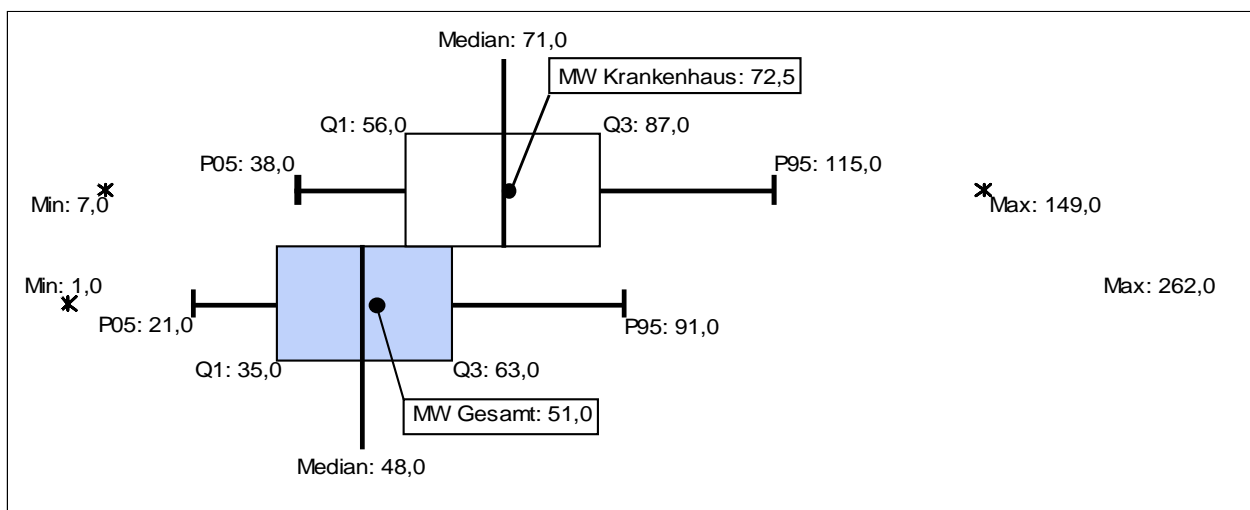 Median: 71,0
MW Krankenhaus: 72,5
Q1: 56,0
Q3: 87,0
P05: 38,0
P95: 115,0
Min: 7,0
Max: 149,0
Min: 1,0
Max: 262,0
P05: 21,0
P95: 91,0
Q1: 35,0
Q3: 63,0
MW Gesamt: 51,0
Median: 48,0